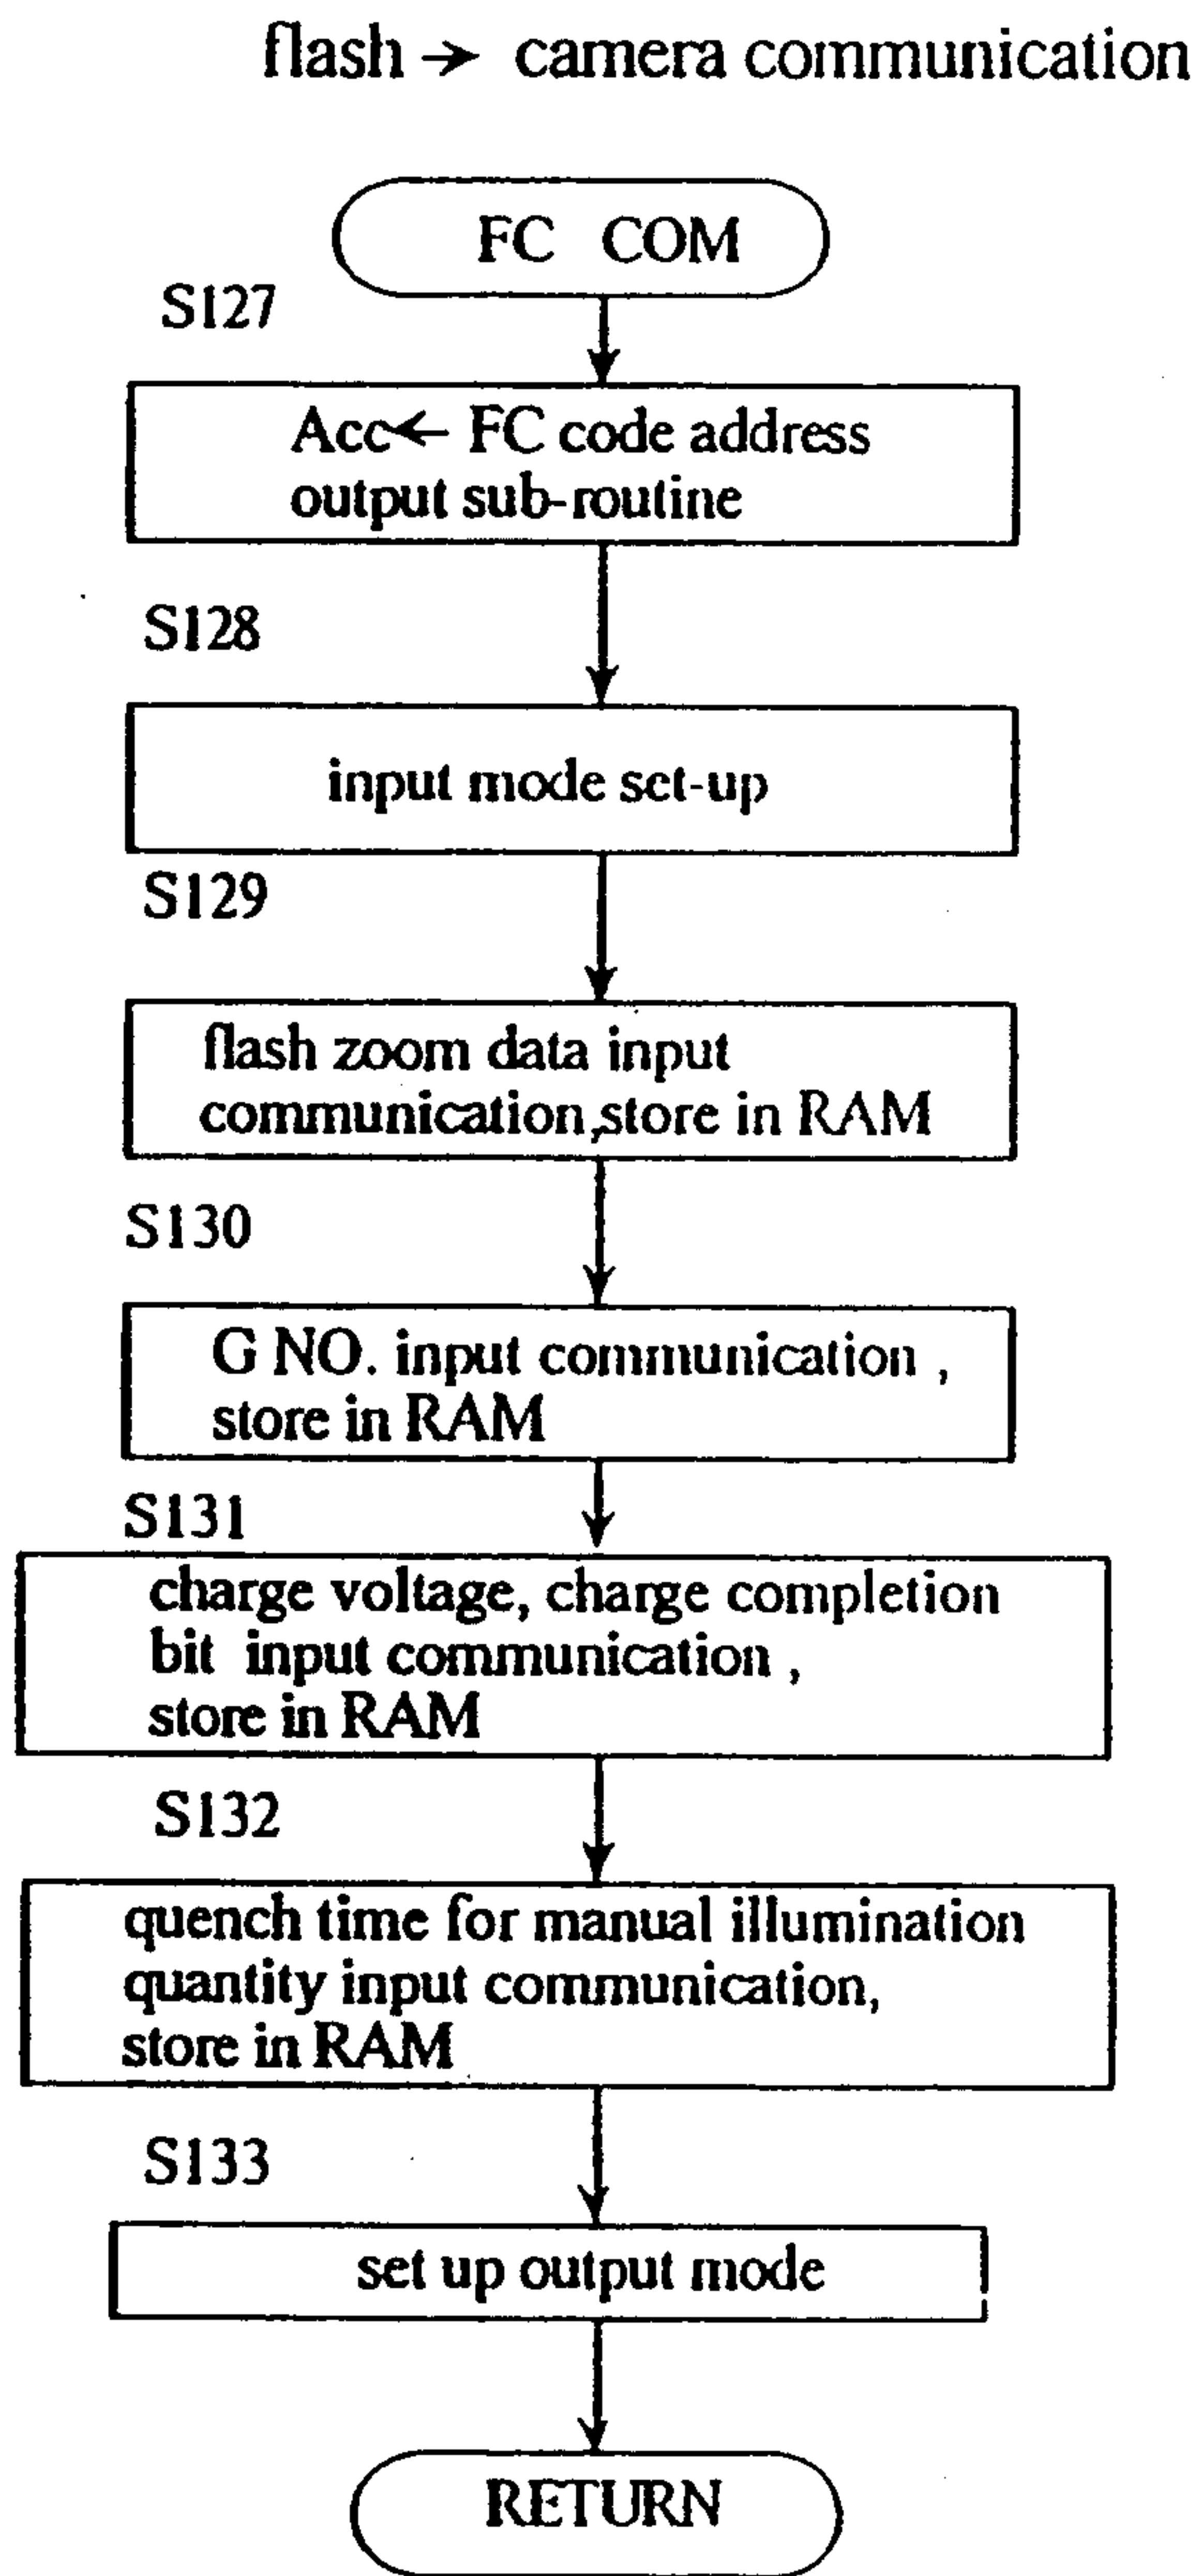 flash → camera communication
FC COM
S127
Acc← FC code address
output sub-routine
S128
input mode set-up
S129
flash zoom data input
communication,store in RAM
S130
G NO. input communication ,
store in RAM
S131
charge voltage, charge completion
bit input communication ,
store in RAM
S132
quench time for manual illumination
quantity input communication,
store in RAM
S133
set up output mode
RETURN